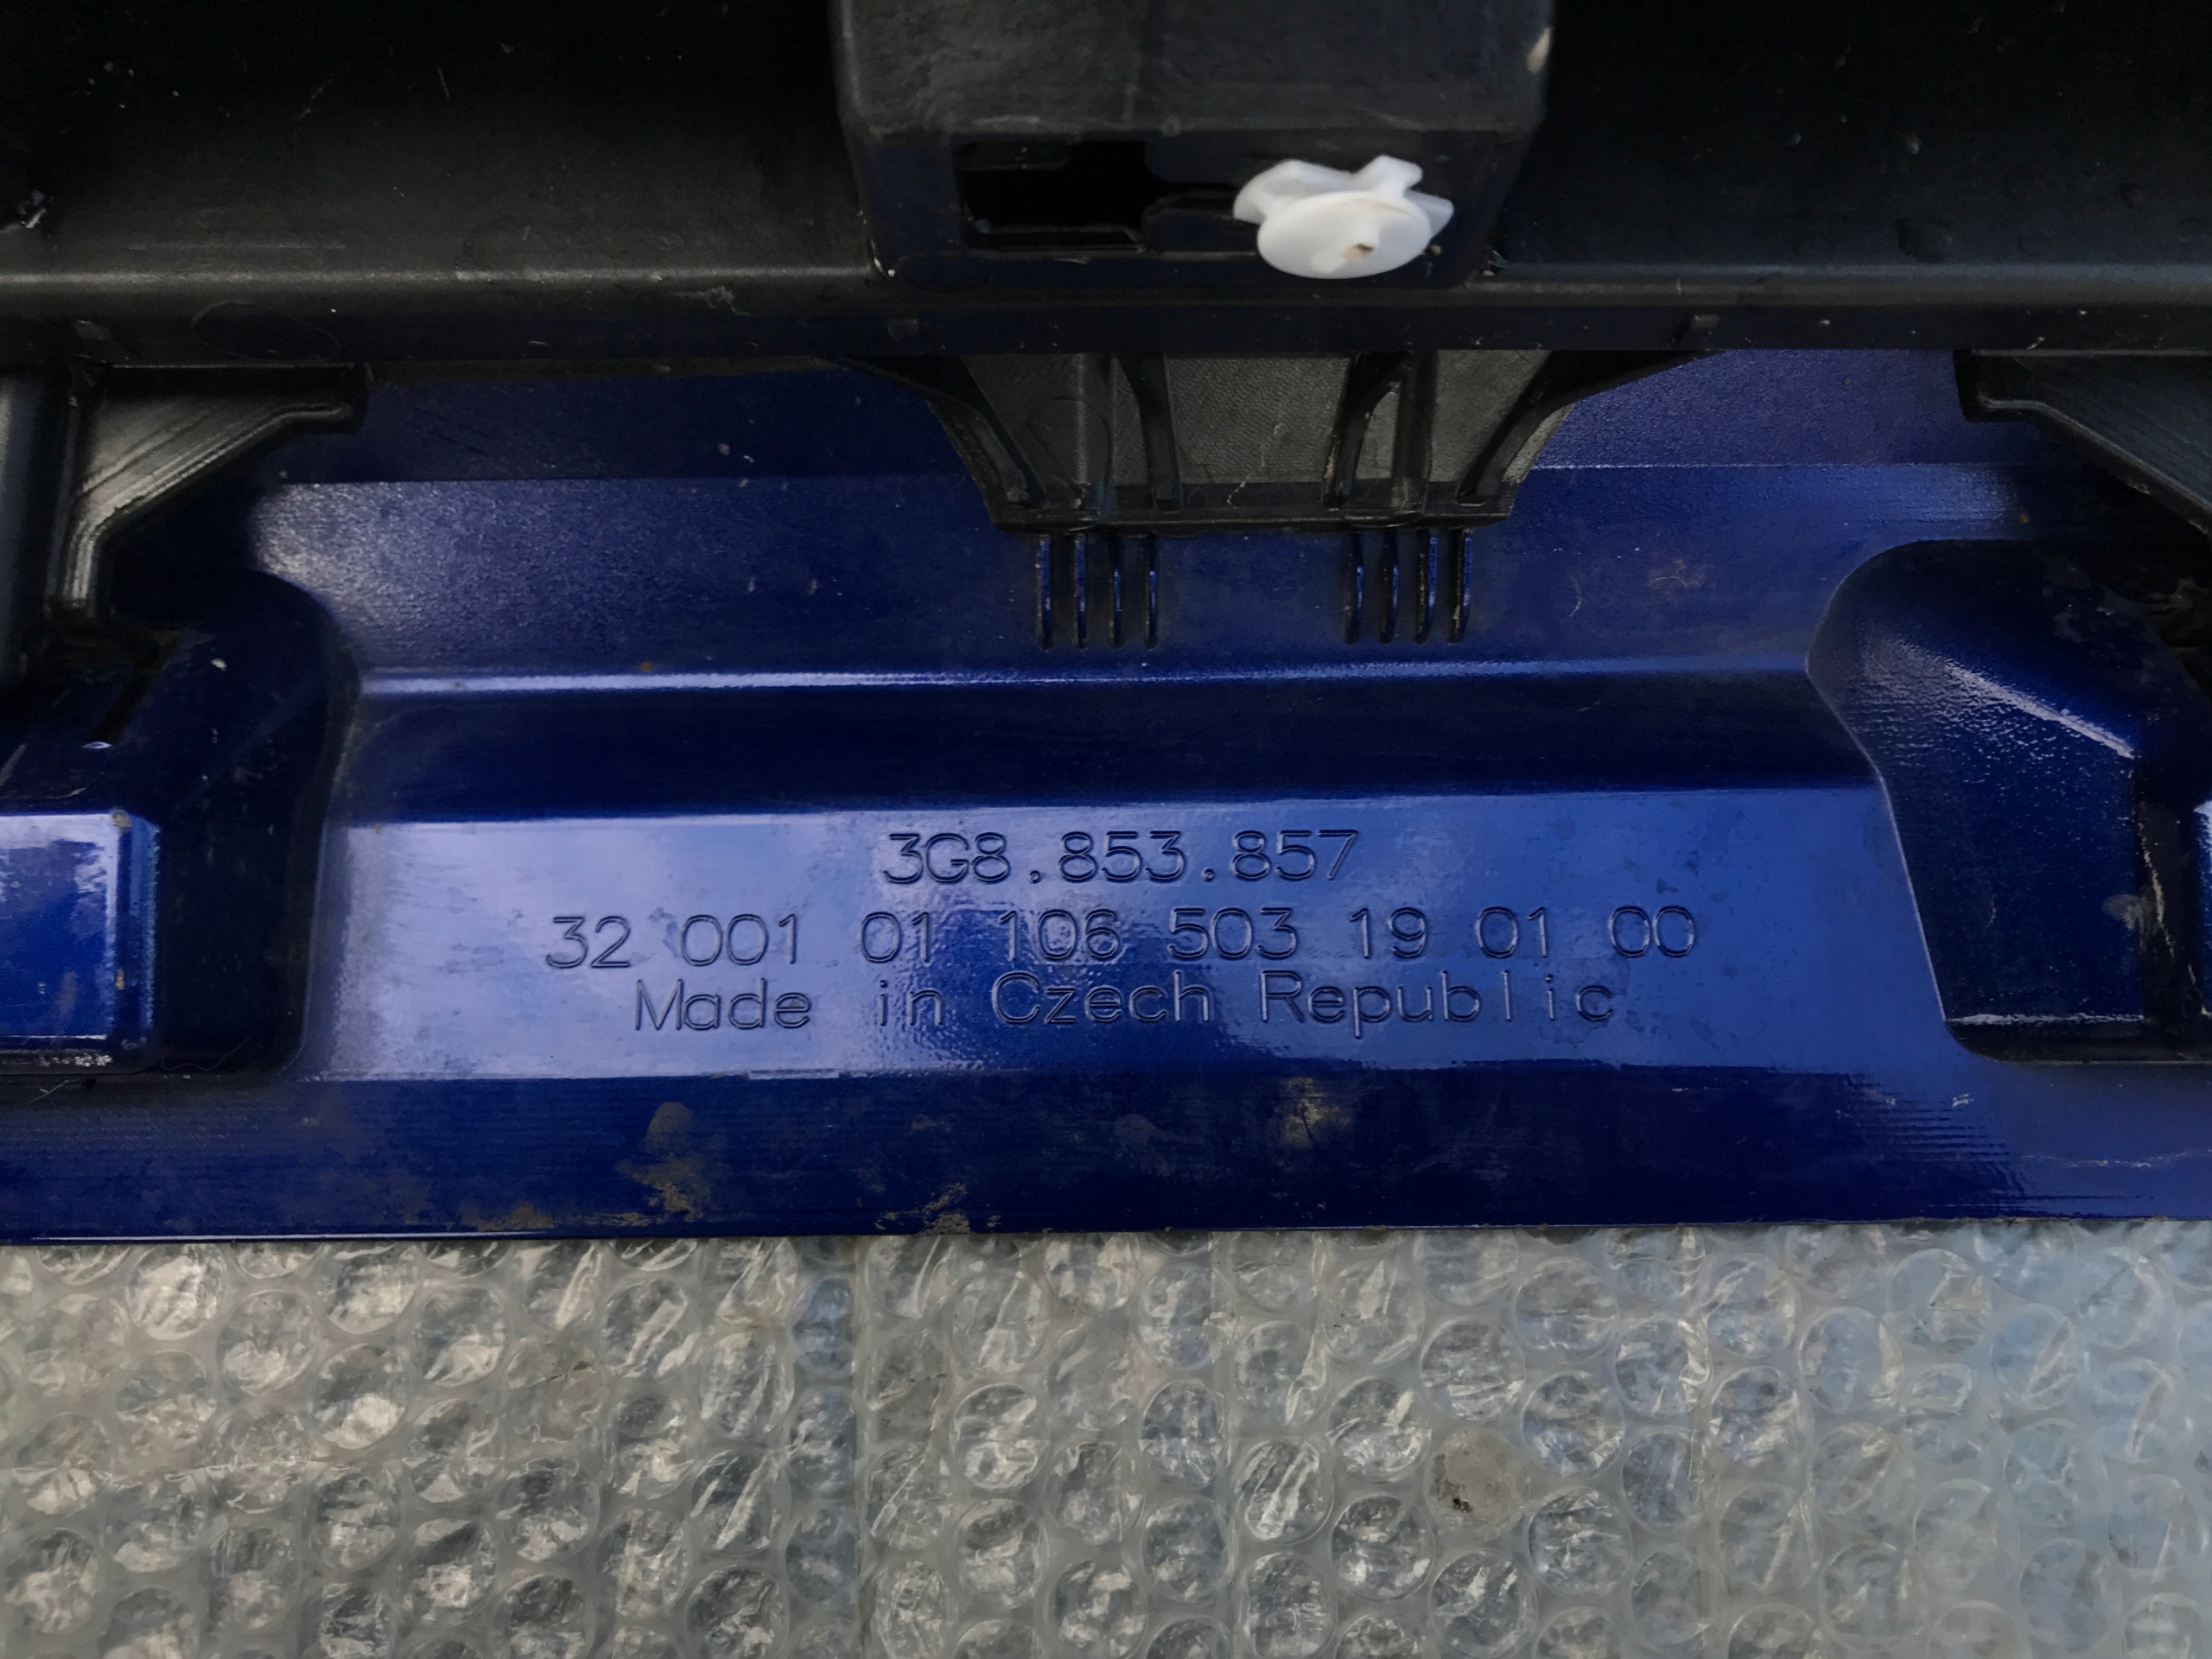 3G8.853.857
32 001 01 106 503 19 01 00
Made in Czech Republic